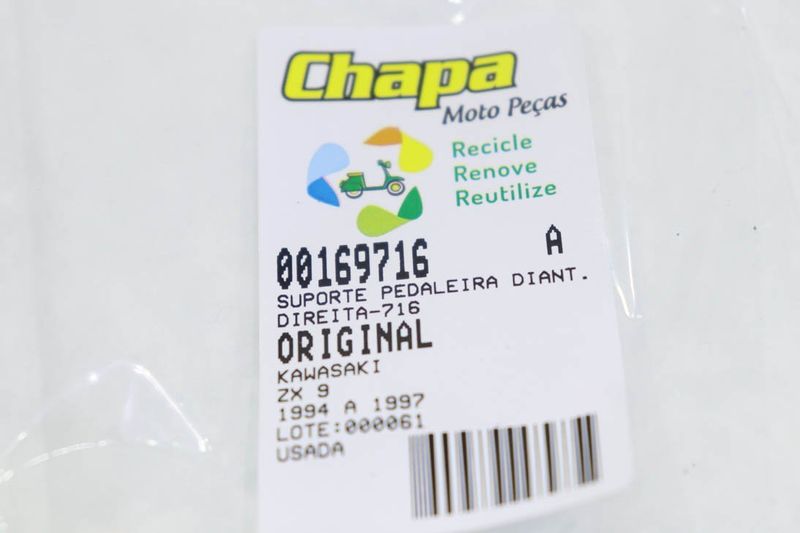 Chapa
Moto Peças
Recicle
Renove
Reutilize
00169716 A
SUPORTE PEDALEIRA DIANT.
DIREITA-716
ORIGINAL
KAWASAKI
ZX 9
1994 A 1997
LOTE:000061
USADA